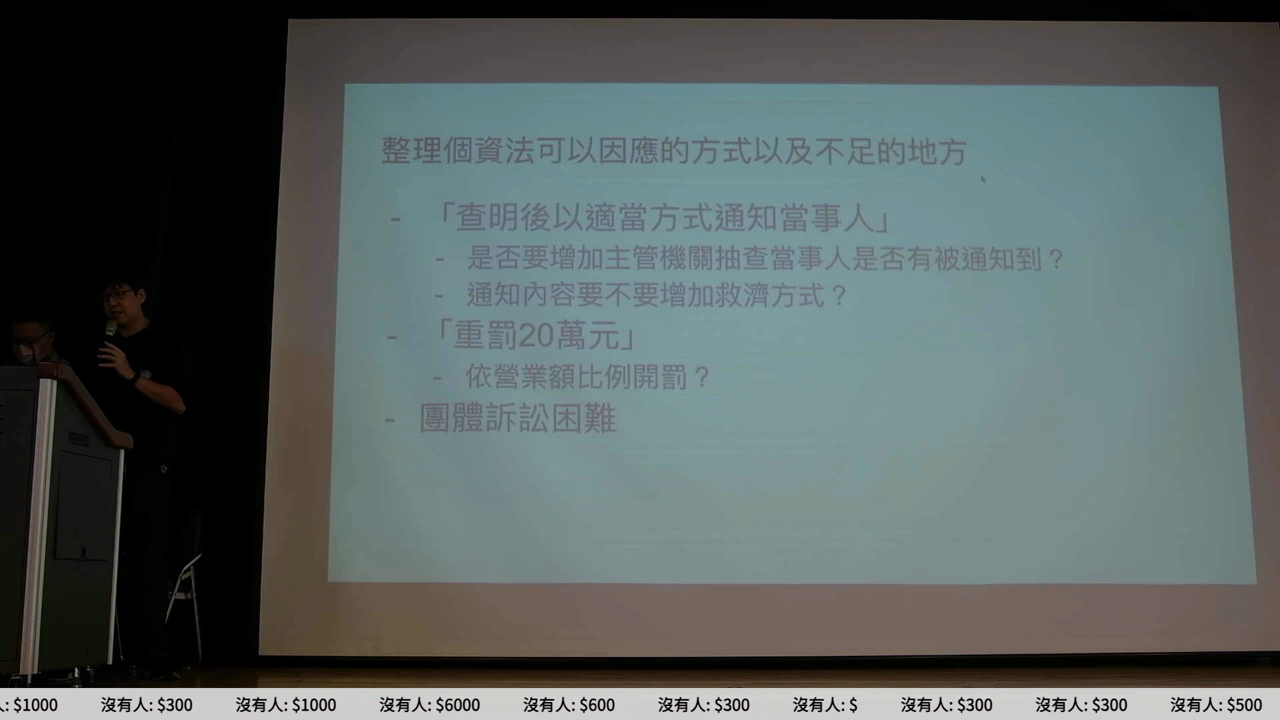 整理個資法可以因應的方式以及不足的地方
- 「查明後以適當方式通知當事人」
- 是否要增加主管機關抽查當事人是否有被通知到？
- 通知內容要不要增加救濟方式？
- 「重罰20萬元」
- 依營業額比例開罰？
- 團體訴訟困難
: $1000 沒有人: $300 沒有人: $1000 沒有人: $6000 沒有人: $600 沒有人: $300 沒有人: $ 沒有人: $300 沒有人: $300 沒有人: $500